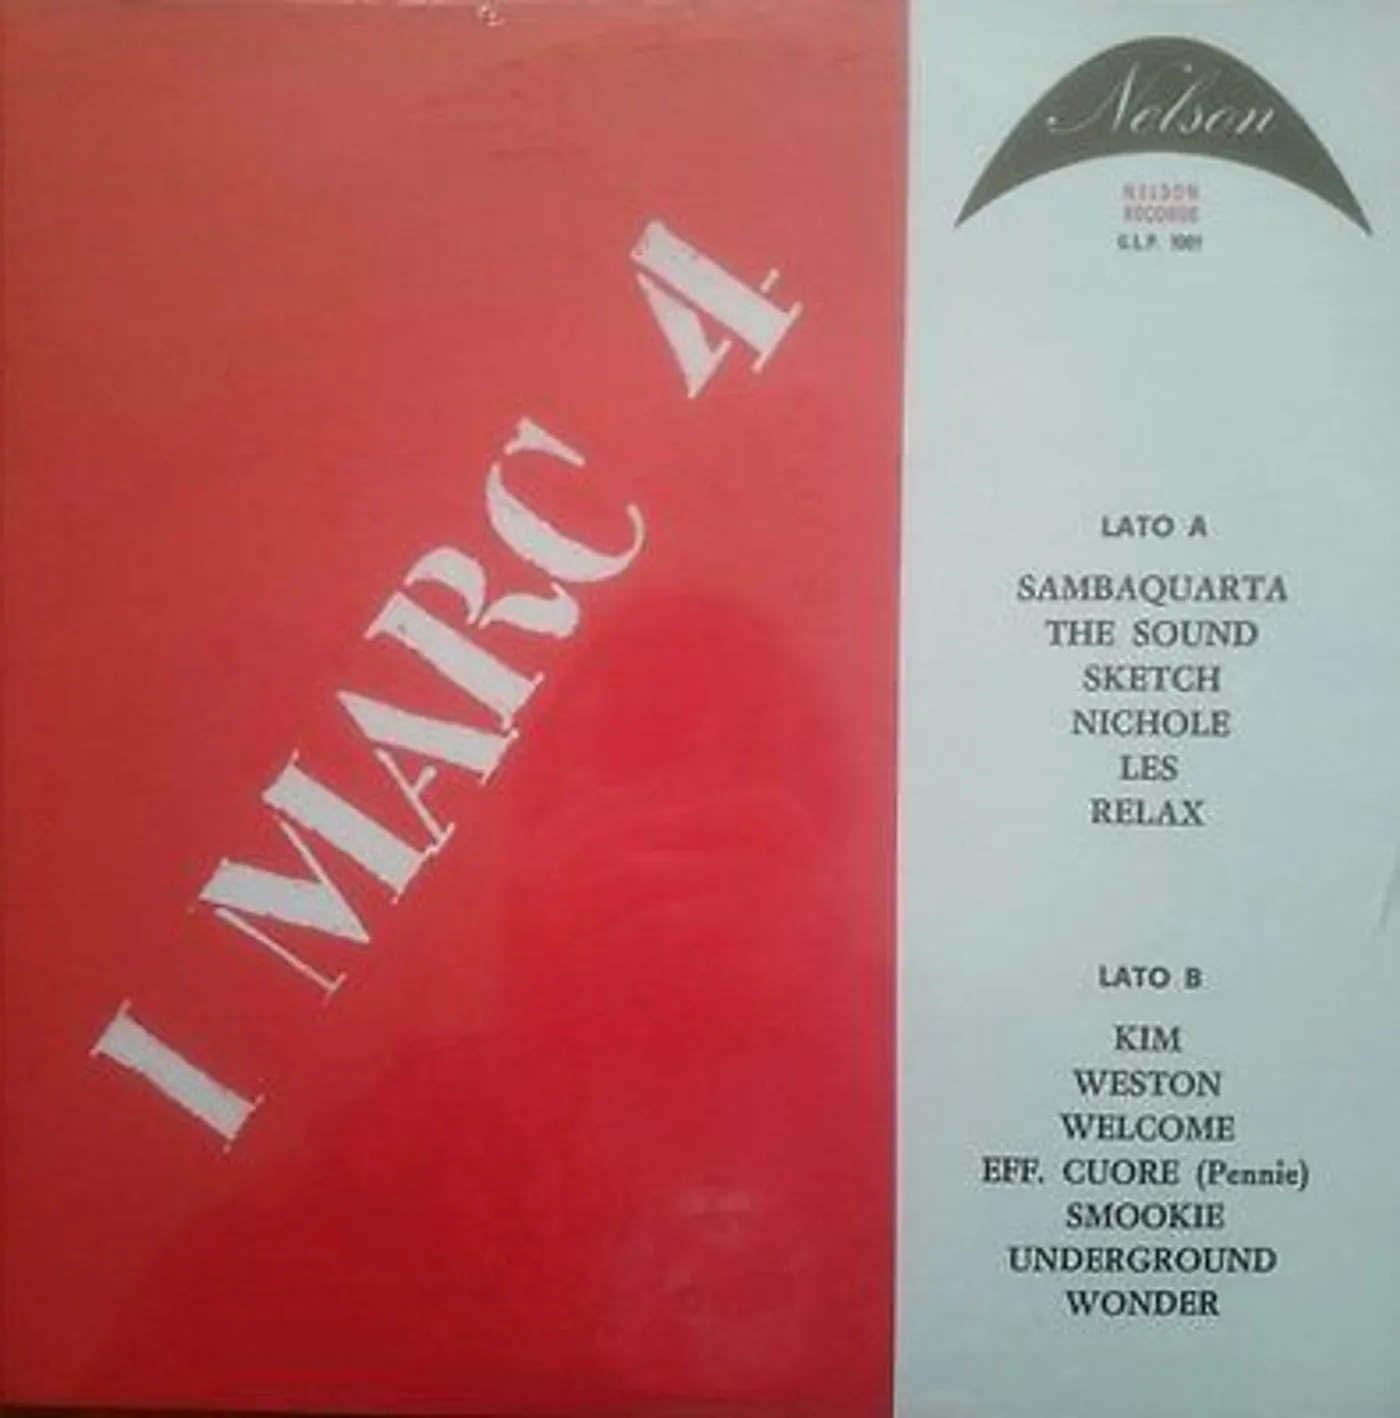 I MARC 4
Nelson
NELSON
RECORDS
G.L.P. 1001
LATO A
SAMBAQUARTA
THE SOUND
SKETCH
NICHOLE
LES
RELAX
LATO B
KIM
WESTON
WELCOME
EFF. CUORE (Pennie)
SMOOKIE
UNDERGROUND
WONDER